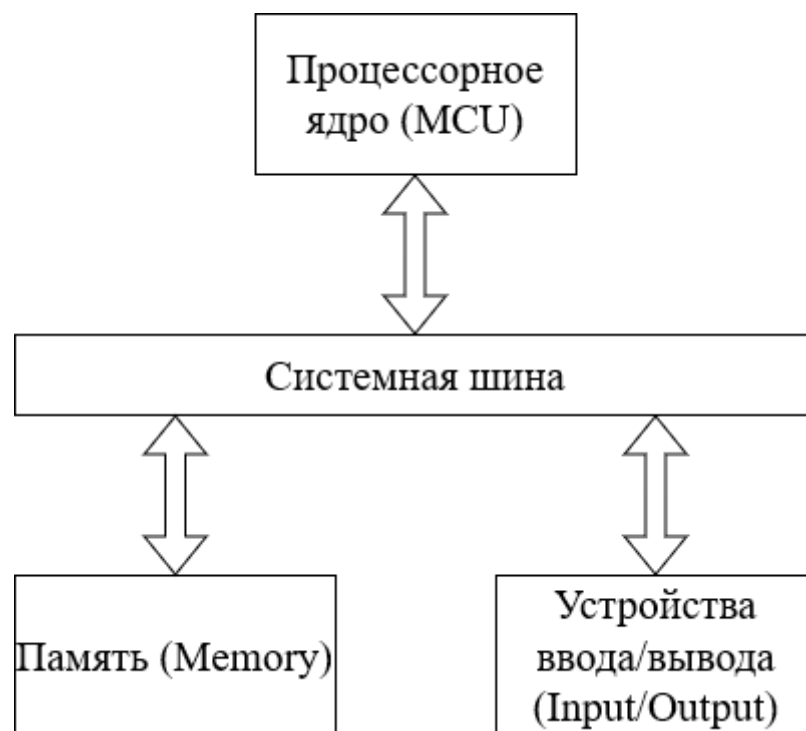 Процессорное
ядро (MCU)
Системная шина
Память (Memory)
Устройства
ввода/вывода
(Input/Output)